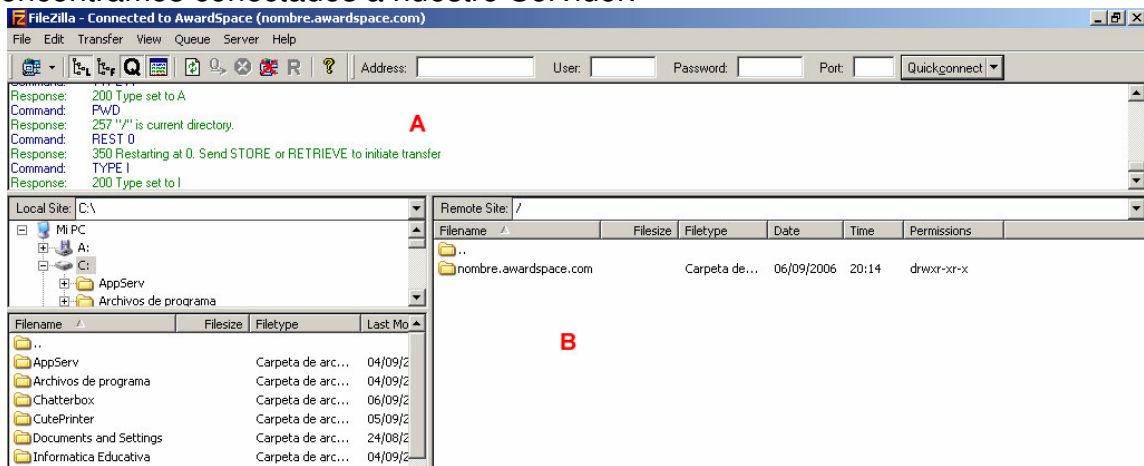 encontramos conectados a nuestro Servidor.
FileZilla - Connected to AwardSpace (nombre.awardspace.com)
File Edit Transfer View Queue Server Help
Address: User: Password: Port: Quickconnect
Response: 200 Type set to A
Command: PWD
Response: 257 "/" is current directory.
A
Command: REST 0
Response: 350 Restarting at 0. Send STORE or RETRIEVE to initiate transfer
Command: TYPE I
Response: 200 Type set to I
Local Site: C:\
Mi PC
A:
C:
AppServ
Archivos de programa
Filename Filesize Filetype Last Mo
..
AppServ Carpeta de arc... 04/09/2
Archivos de programa Carpeta de arc... 04/09/2
Chatterbox Carpeta de arc... 06/09/2
CutePrinter Carpeta de arc... 05/09/2
Documents and Settings Carpeta de arc... 24/08/2
Informatica Educativa Carpeta de arc... 04/09/2
Remote Site: /
Filename Filesize Filetype Date Time Permissions
..
nombre.awardspace.com Carpeta de... 06/09/2006 20:14 drwxr-xr-x
B